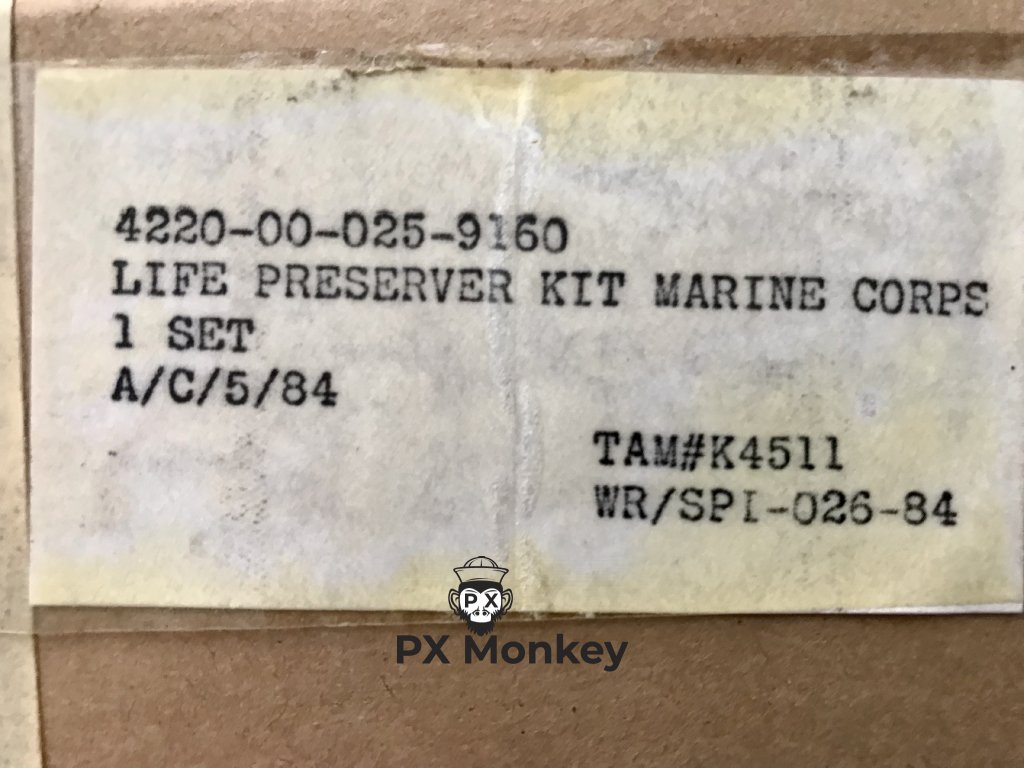 4220-00-025-9160
LIFE PRESERVER KIT MARINE CORPS
1 SET
A/C/5/84
TAM#K4511
WR/SPI-026-84
PX
PX Monkey